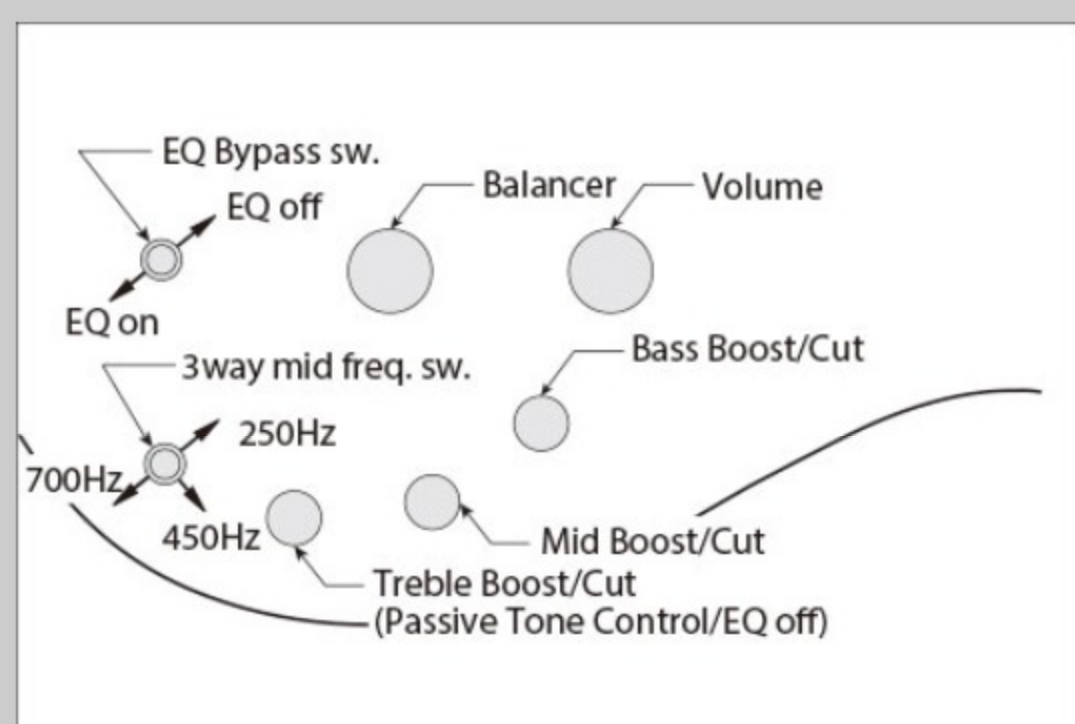 EQ Bypass sw.
EQ off
Balancer
Volume
EQ on
3way mid freq. sw.
Bass Boost/Cut
250Hz
700Hz
450Hz
Mid Boost/Cut
Treble Boost/Cut
(Passive Tone Control/EQ off)